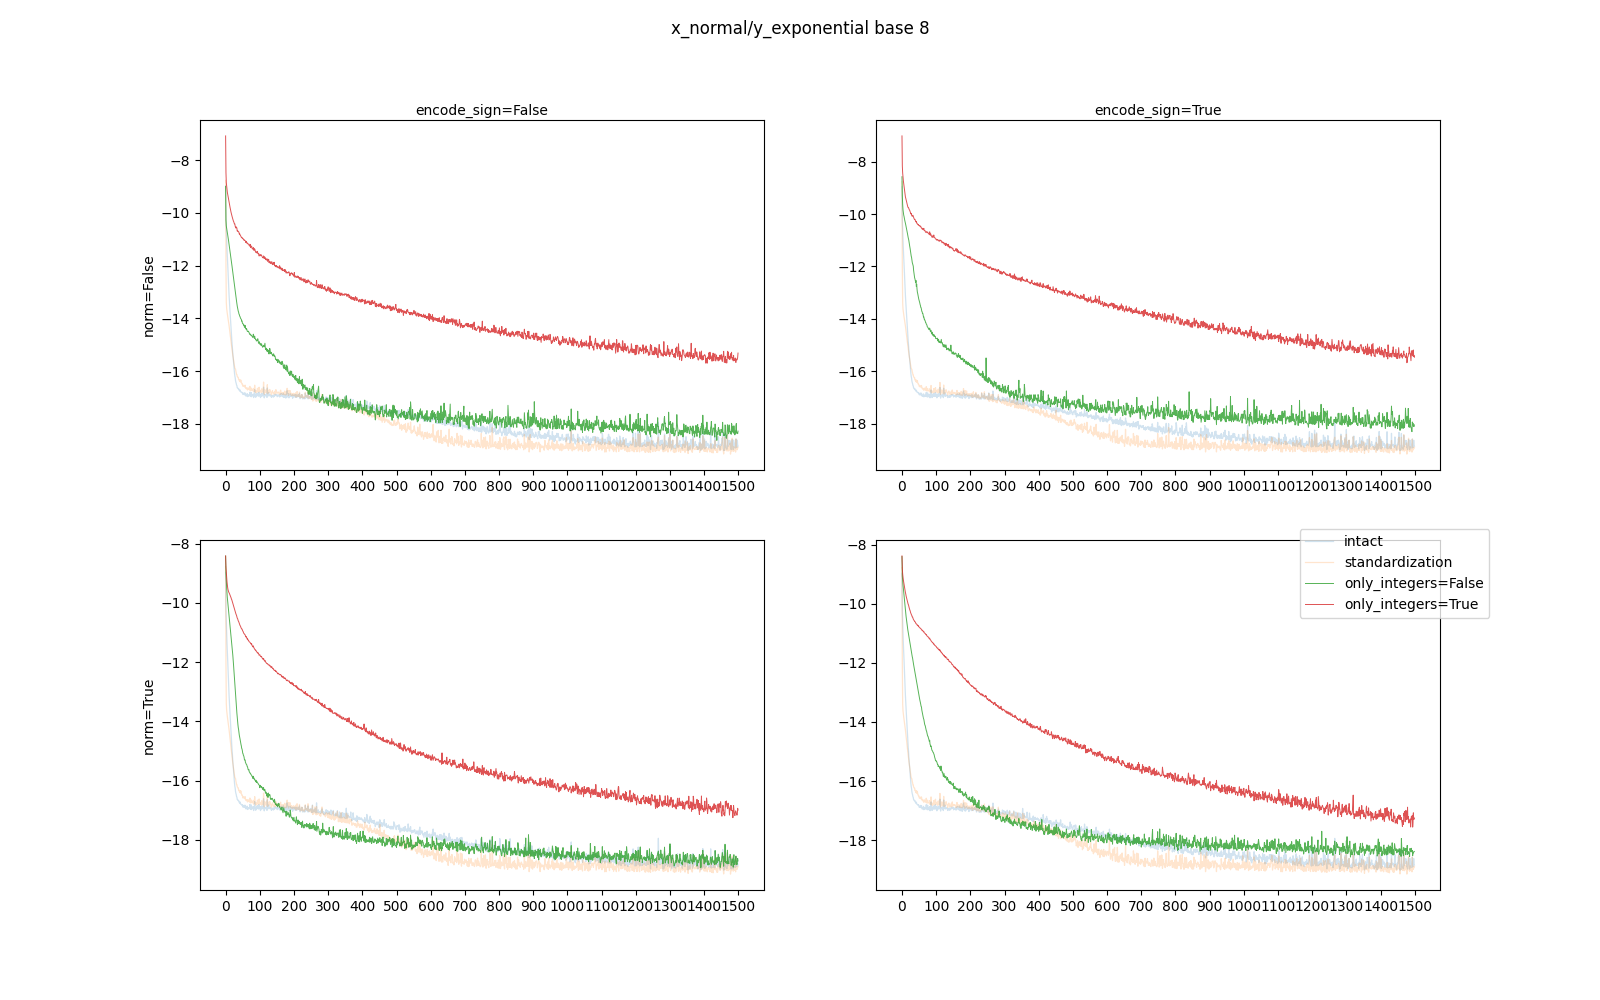 x_normal/y_exponential base 8
encode_sign=False
encode_sign=True
norm=False
−8
−10
−12
−14
−16
−18
0 100 200 300 400 500 600 700 800 900 1000 1100 1200 1300 1400 1500
−8
−10
−12
−14
−16
−18
0 100 200 300 400 500 600 700 800 900 1000 1100 1200 1300 1400 1500
norm=True
−8
−10
−12
−14
−16
−18
0 100 200 300 400 500 600 700 800 900 1000 1100 1200 1300 1400 1500
−8
−10
−12
−14
−16
−18
0 100 200 300 400 500 600 700 800 900 1000 1100 1200 1300 1400 1500
intact
standardization
only_integers=False
only_integers=True